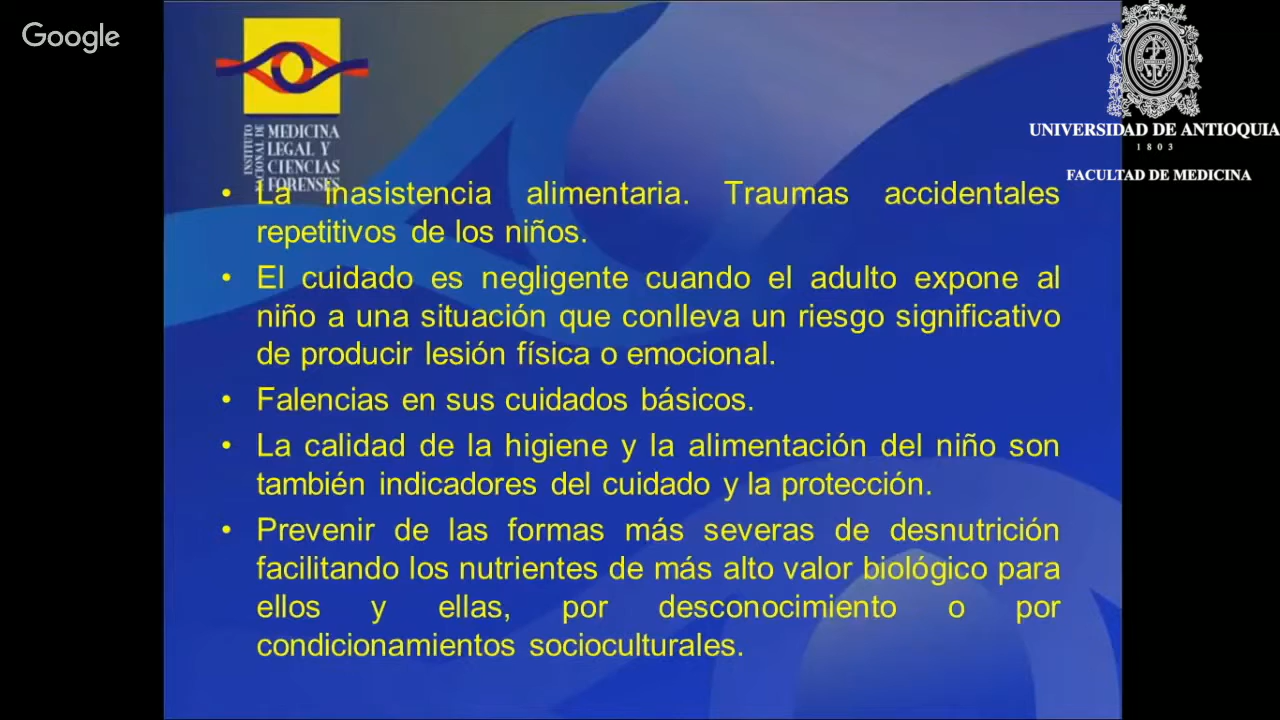 Google
INSTITUTO
NACIONAL DE
MEDICINA
LEGAL Y
CIENCIAS
FORENSES
UNIVERSIDAD DE ANTIOQUIA
1803
FACULTAD DE MEDICINA
• La inasistencia alimentaria. Traumas accidentales
repetitivos de los niños.
• El cuidado es negligente cuando el adulto expone al
niño a una situación que conlleva un riesgo significativo
de producir lesión física o emocional.
• Falencias en sus cuidados básicos.
• La calidad de la higiene y la alimentación del niño son
también indicadores del cuidado y la protección.
• Prevenir de las formas más severas de desnutrición
facilitando los nutrientes de más alto valor biológico para
ellos y ellas, por desconocimiento o por
condicionamientos socioculturales.